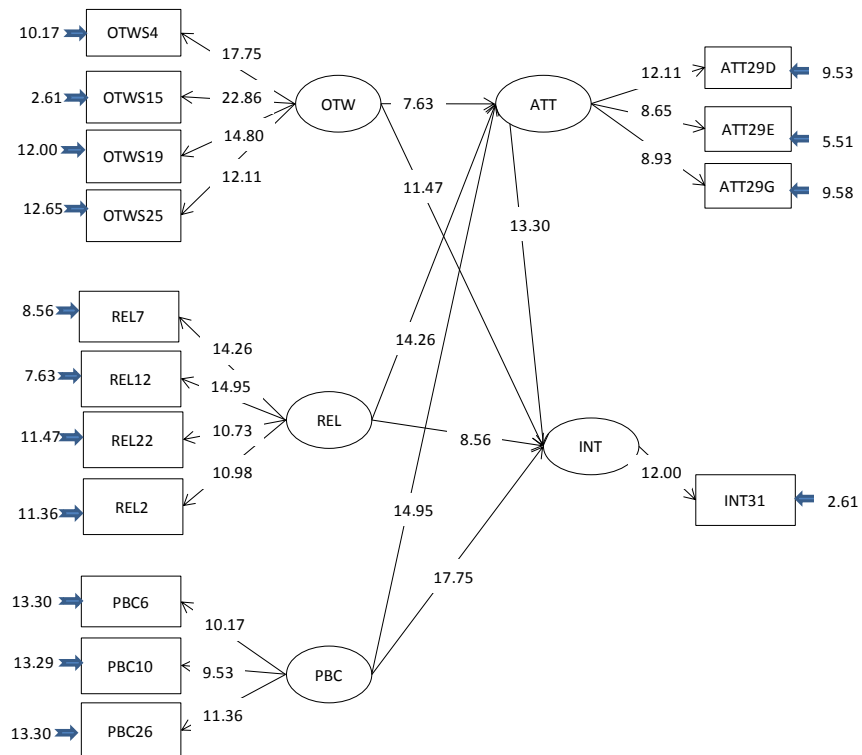 10.17
OTWS4
17.75
2.61
OTWS15
22.86
12.00
OTWS19
14.80
12.65
OTWS25
12.11
OTW
7.63
ATT
12.11
ATT29D
9.53
8.65
ATT29E
5.51
8.93
ATT29G
9.58
11.47
13.30
8.56
REL7
14.26
7.63
REL12
14.95
11.47
REL22
10.73
11.36
REL2
10.98
REL
14.26
8.56
INT
12.00
INT31
2.61
14.95
17.75
13.30
PBC6
10.17
13.29
PBC10
9.53
13.30
PBC26
11.36
PBC